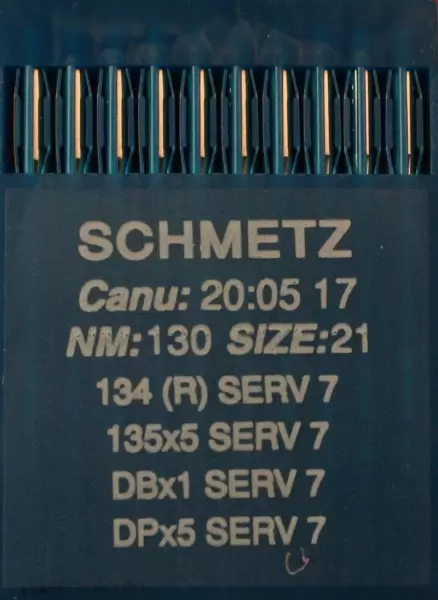 SCHMETZ
Canu: 20:05 17
NM:130 SIZE:21
134 (R) SERV 7
135x5 SERV 7
DBx1 SERV 7
DPx5 SERV 7